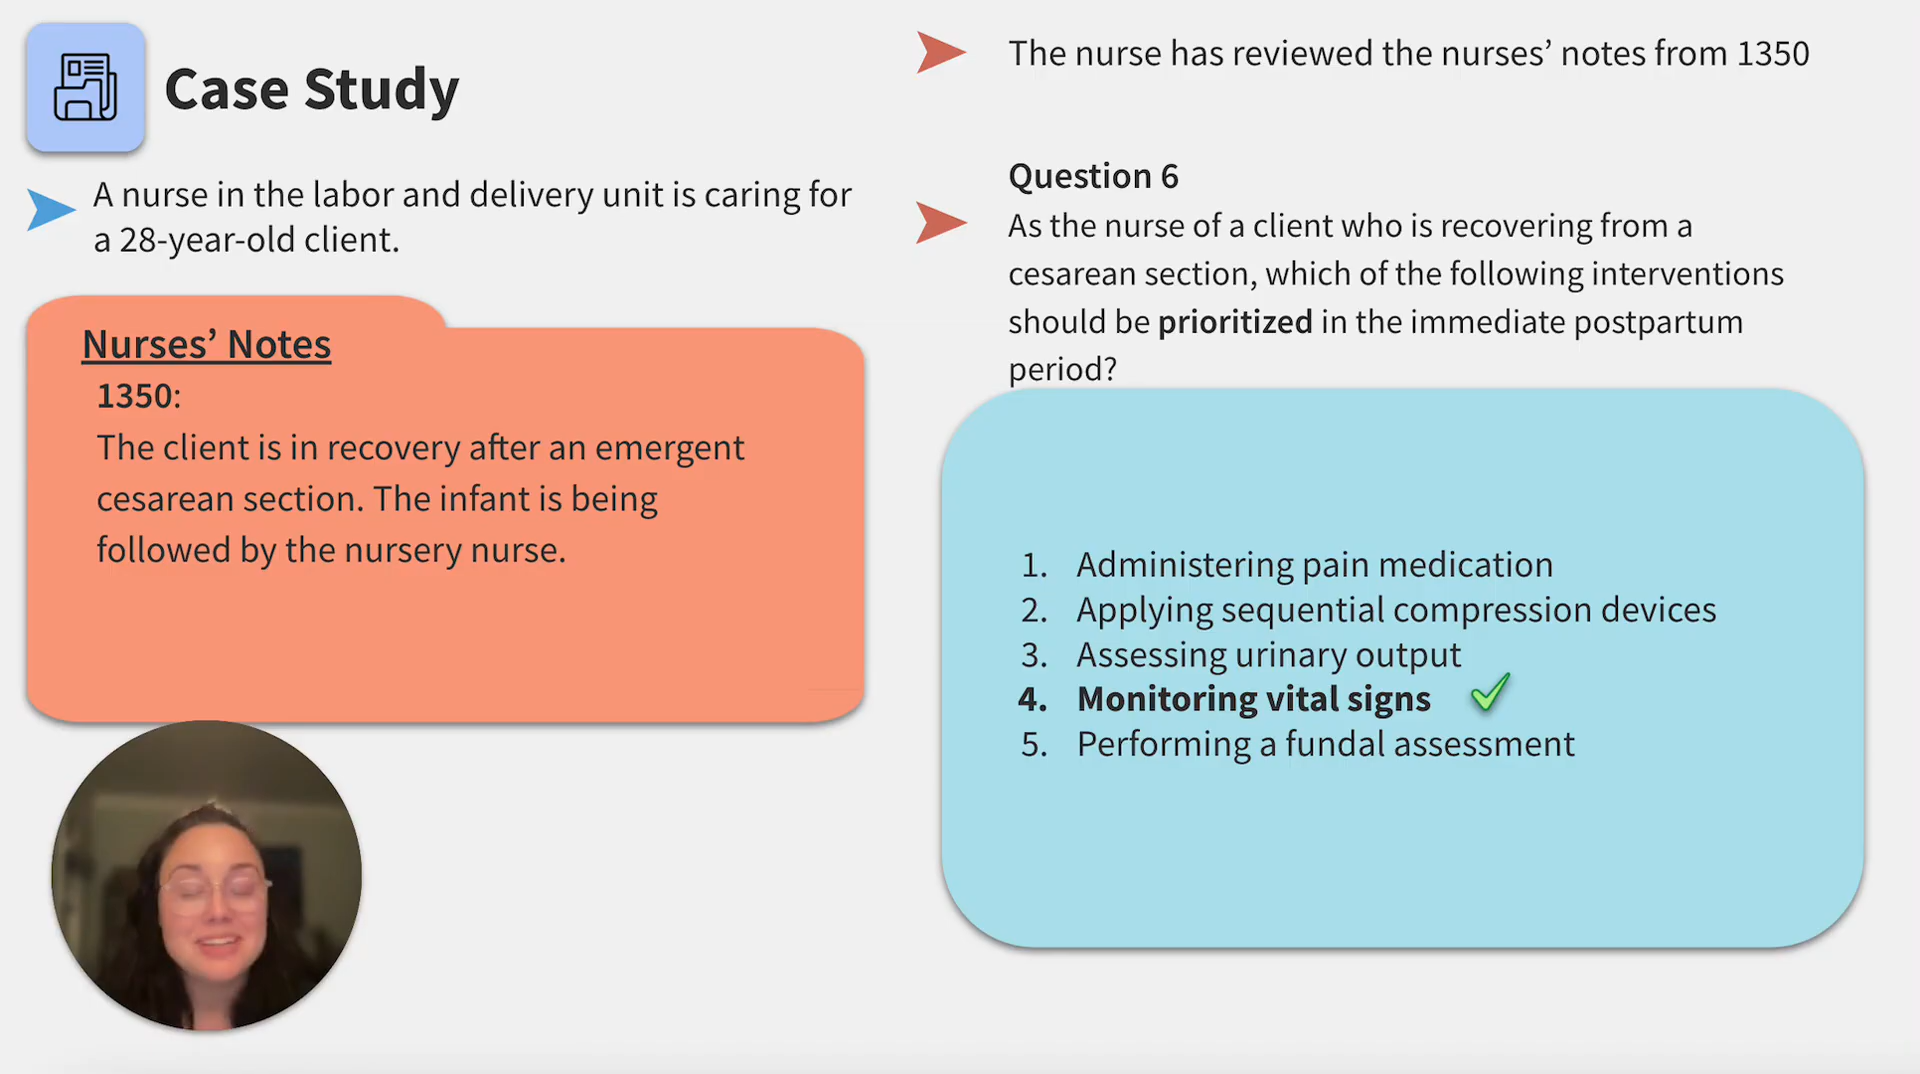 Case Study
A nurse in the labor and delivery unit is caring for
a 28-year-old client.
Nurses’ Notes
1350:
The client is in recovery after an emergent
cesarean section. The infant is being
followed by the nursery nurse.
The nurse has reviewed the nurses’ notes from 1350
Question 6
As the nurse of a client who is recovering from a
cesarean section, which of the following interventions
should be prioritized in the immediate postpartum
period?
1. Administering pain medication
2. Applying sequential compression devices
3. Assessing urinary output
4. Monitoring vital signs
5. Performing a fundal assessment